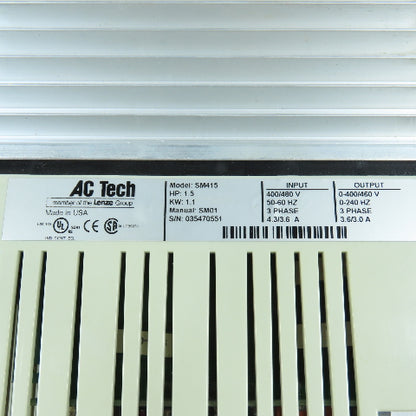 AC Tech
member of the Lenze Group
Made in USA
UL
CE
Model: SM415
HP: 1.5
KW: 1.1
Manual: SM01
S/N: 035470551
INPUT
400/480 V
50-60 HZ
3 PHASE
4.3/3.6 A
OUTPUT
0-400/460 V
0-240 HZ
3 PHASE
3.6/3.0 A